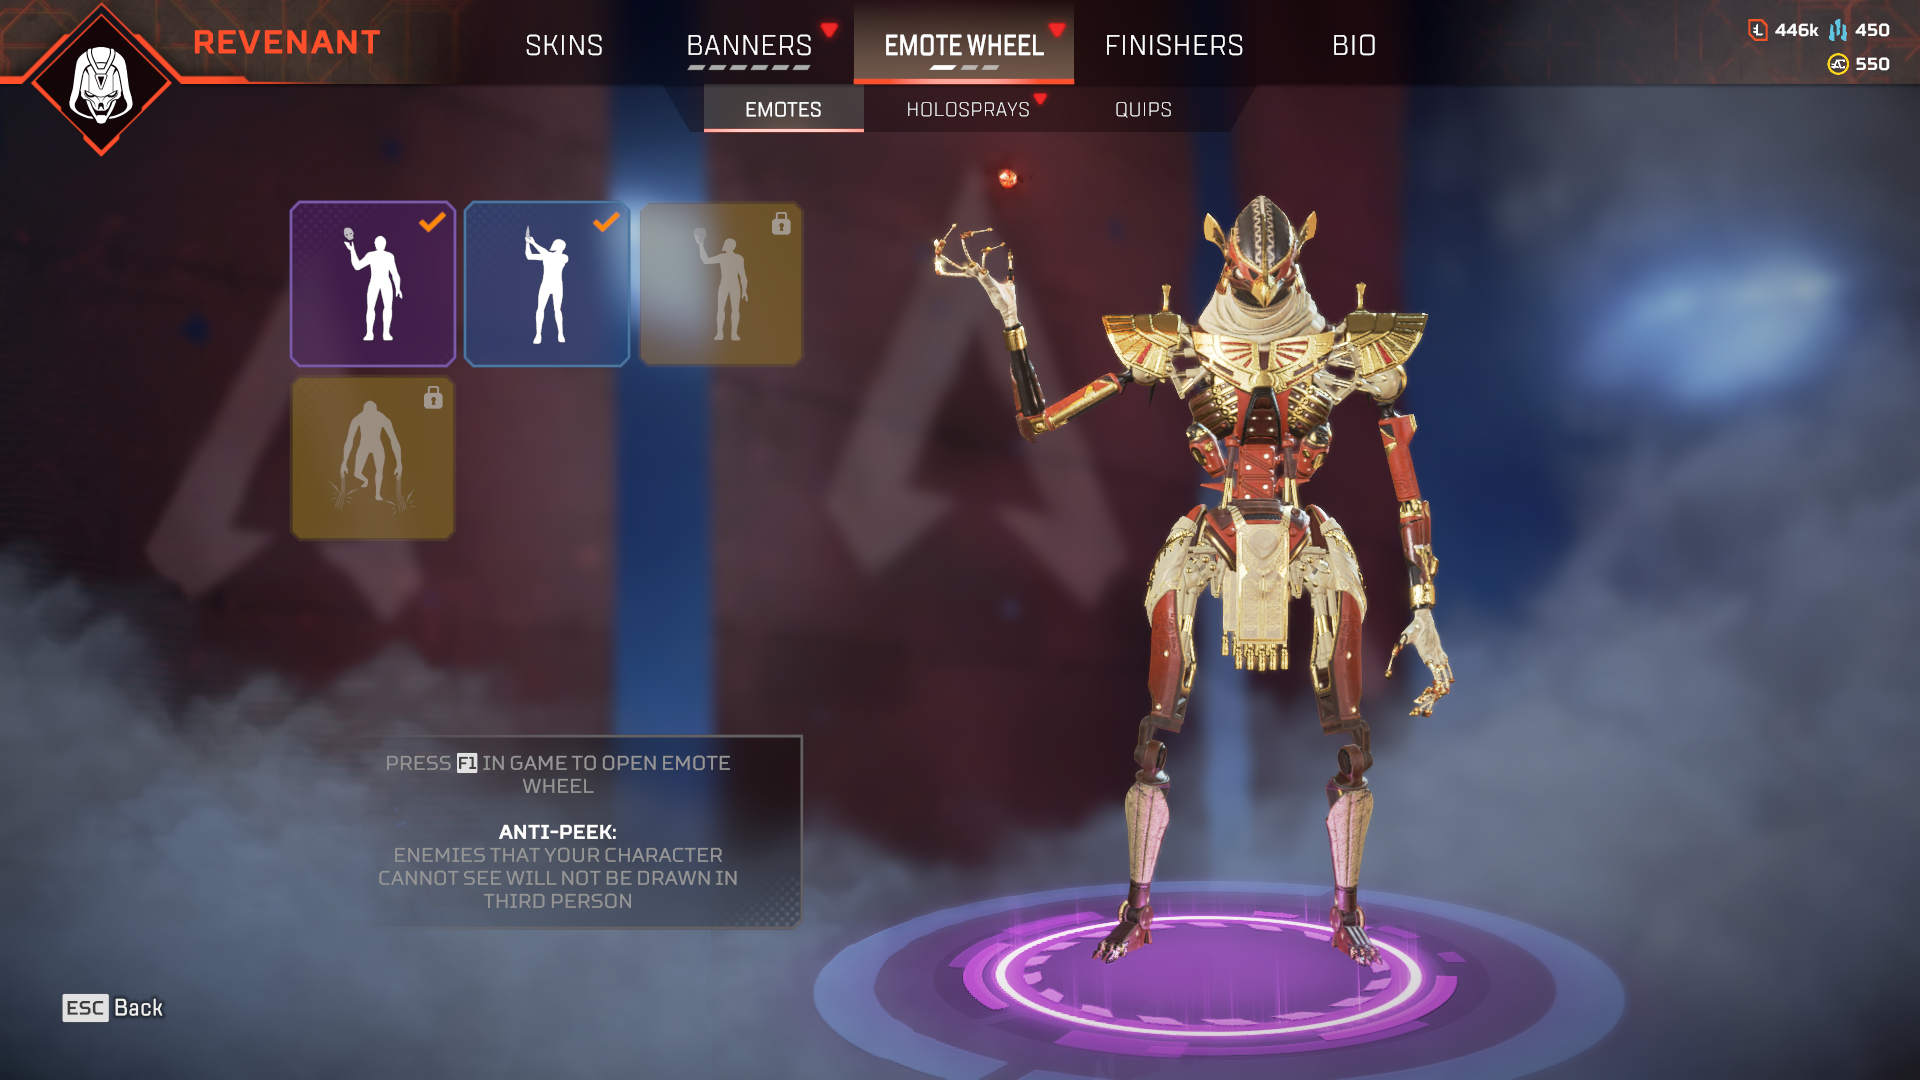 REVENANT
SKINS
BANNERS
EMOTE WHEEL
FINISHERS
BIO
446k
450
550
EMOTES
HOLOSPRAYS
QUIPS
PRESS F1 IN GAME TO OPEN EMOTE
WHEEL
ANTI-PEEK:
ENEMIES THAT YOUR CHARACTER
CANNOT SEE WILL NOT BE DRAWN IN
THIRD PERSON
ESC Back